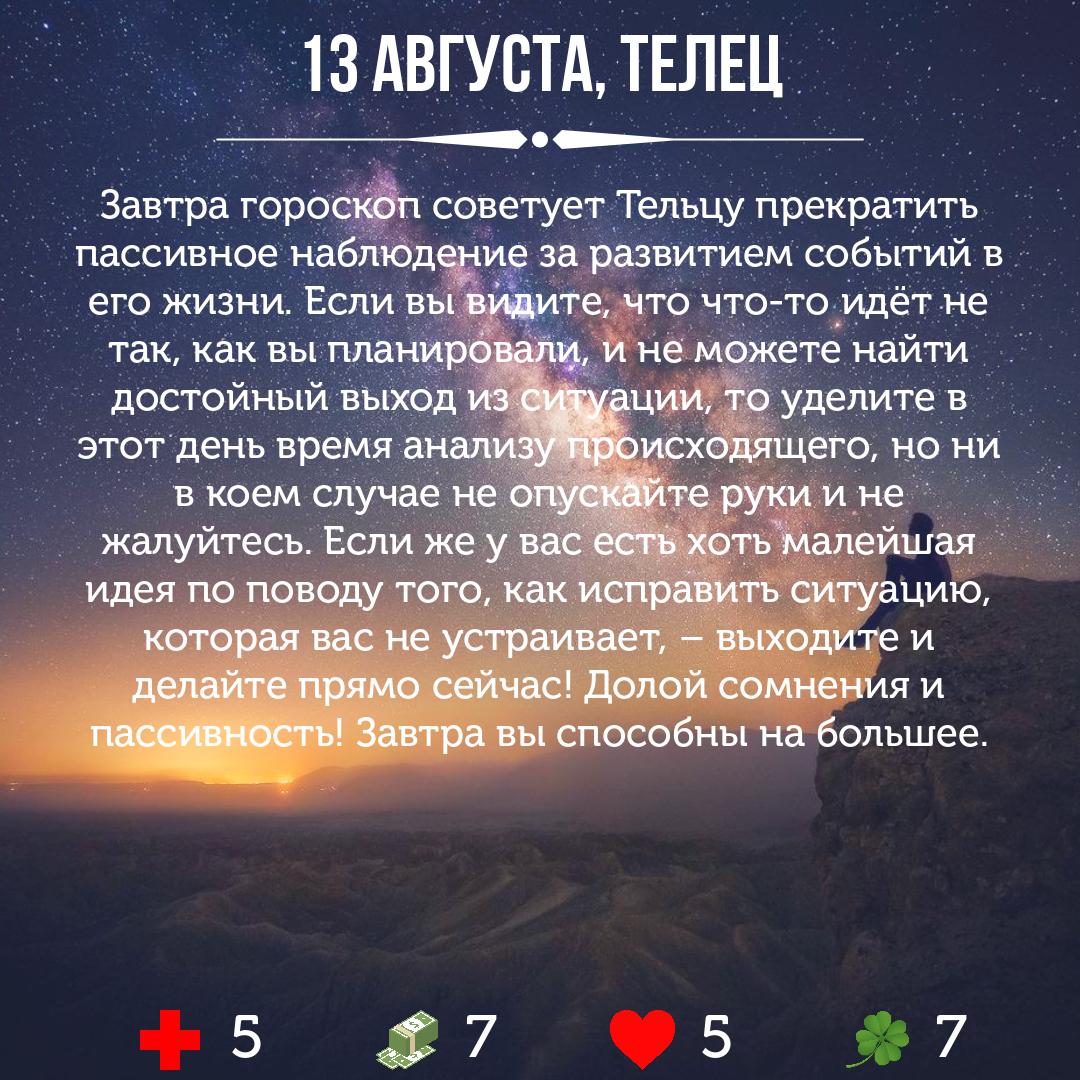 13 АВГУСТА, ТЕЛЕЦ
Завтра гороскоп советует Тельцу прекратить
пассивное наблюдение за развитием событий в
его жизни. Если вы видите, что что-то идёт не
так, как вы планировали, и не можете найти
достойный выход из ситуации, то уделите в
этот день время анализу происходящего, но ни
в коем случае не опускайте руки и не
жалуйтесь. Если же у вас есть хоть малейшая
идея по поводу того, как исправить ситуацию,
которая вас не устраивает, – выходите и
делайте прямо сейчас! Долой сомнения и
пассивность! Завтра вы способны на большее.
5 7 5 7